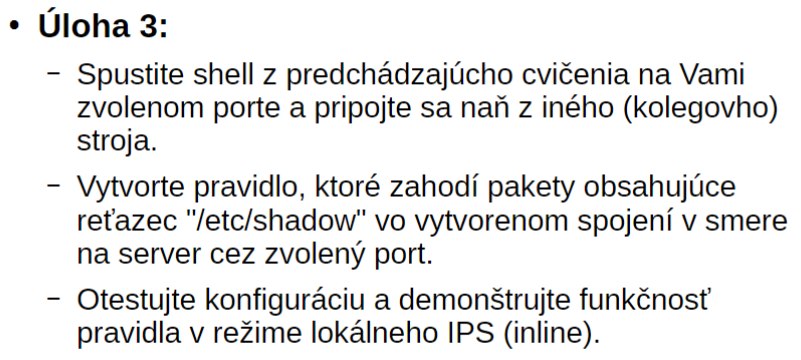 • Úloha 3:
– Spustite shell z predchádzajúcho cvičenia na Vami
zvolenom porte a pripojte sa naň z iného (kolegovho)
stroja.
– Vytvorte pravidlo, ktoré zahodí pakety obsahujúce
reťazec "/etc/shadow" vo vytvorenom spojení v smere
na server cez zvolený port.
– Otestujte konfiguráciu a demonštrujte funkčnosť
pravidla v režime lokálneho IPS (inline).